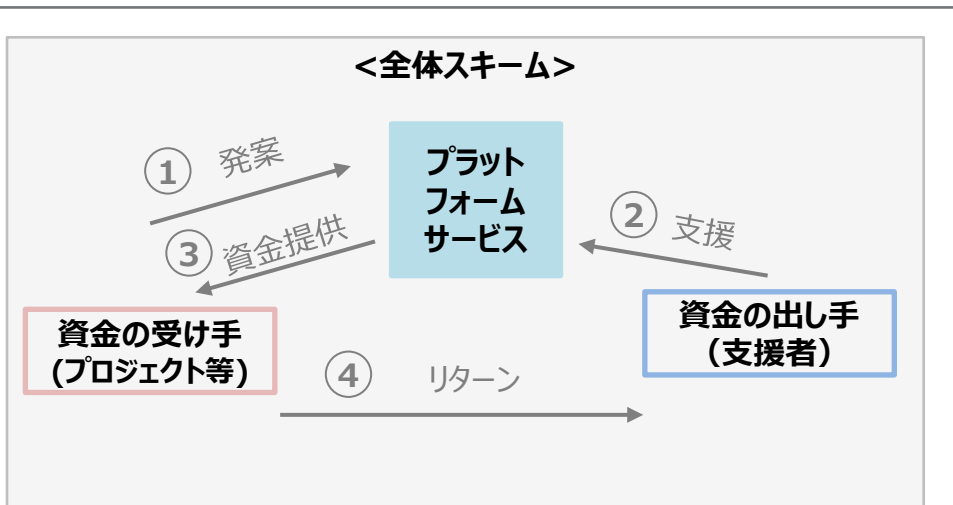 <全体スキーム>
① 発案
プラット
フォーム
サービス
② 支援
③ 資金提供
資金の受け手
(プロジェクト等)
資金の出し手
（支援者）
④ リターン